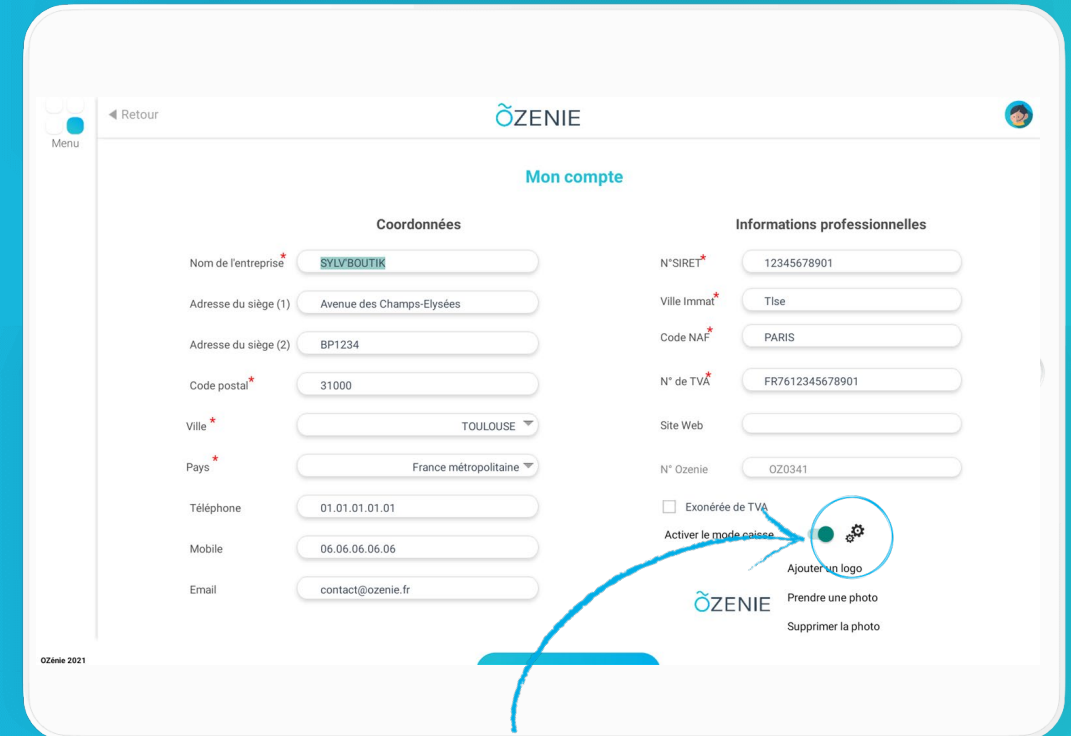 Menu
Retour
ÕZENIE
Mon compte
Coordonnées
Nom de l'entreprise*
SYLV'BOUTIK
Adresse du siège (1)
Avenue des Champs-Elysées
Adresse du siège (2)
BP1234
Code postal*
31000
Ville *
TOULOUSE
Pays *
France métropolitaine
Téléphone
01.01.01.01.01
Mobile
06.06.06.06.06
Email
contact@ozenie.fr
Informations professionnelles
N°SIRET*
12345678901
Ville Immat*
Tlse
Code NAF*
PARIS
N° de TVA*
FR7612345678901
Site Web
N° Ozenie
OZ0341
Exonérée de TVA
Activer le mode caisse
Ajouter un logo
ÕZENIE
Prendre une photo
Supprimer la photo
OZénie 2021